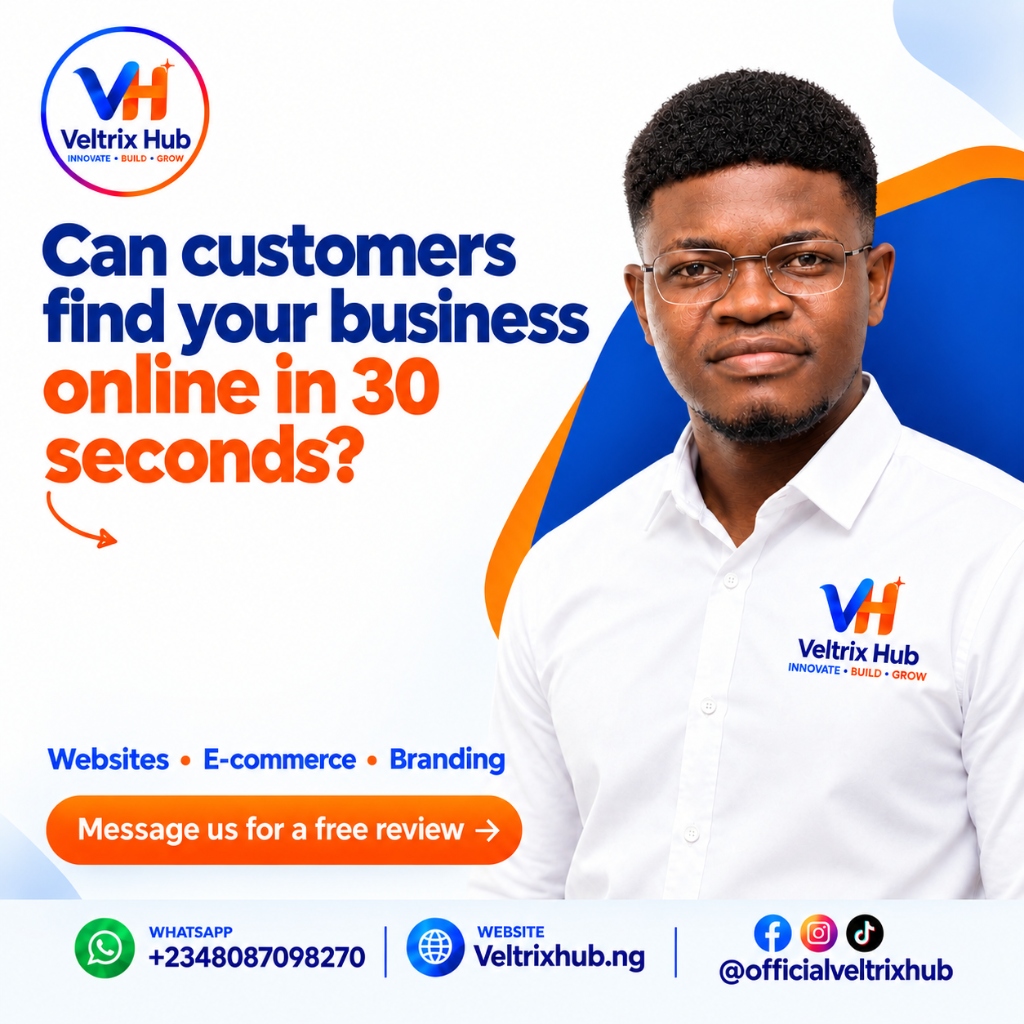 VH
Veltrix Hub
INNOVATE • BUILD • GROW
Can customers
find your business
online in 30
seconds?
VH
Veltrix Hub
INNOVATE • BUILD • GROW
Websites • E-commerce • Branding
Message us for a free review →
WHATSAPP
+2348087098270
WEBSITE
Veltrixhub.ng
@officialveltrixhub